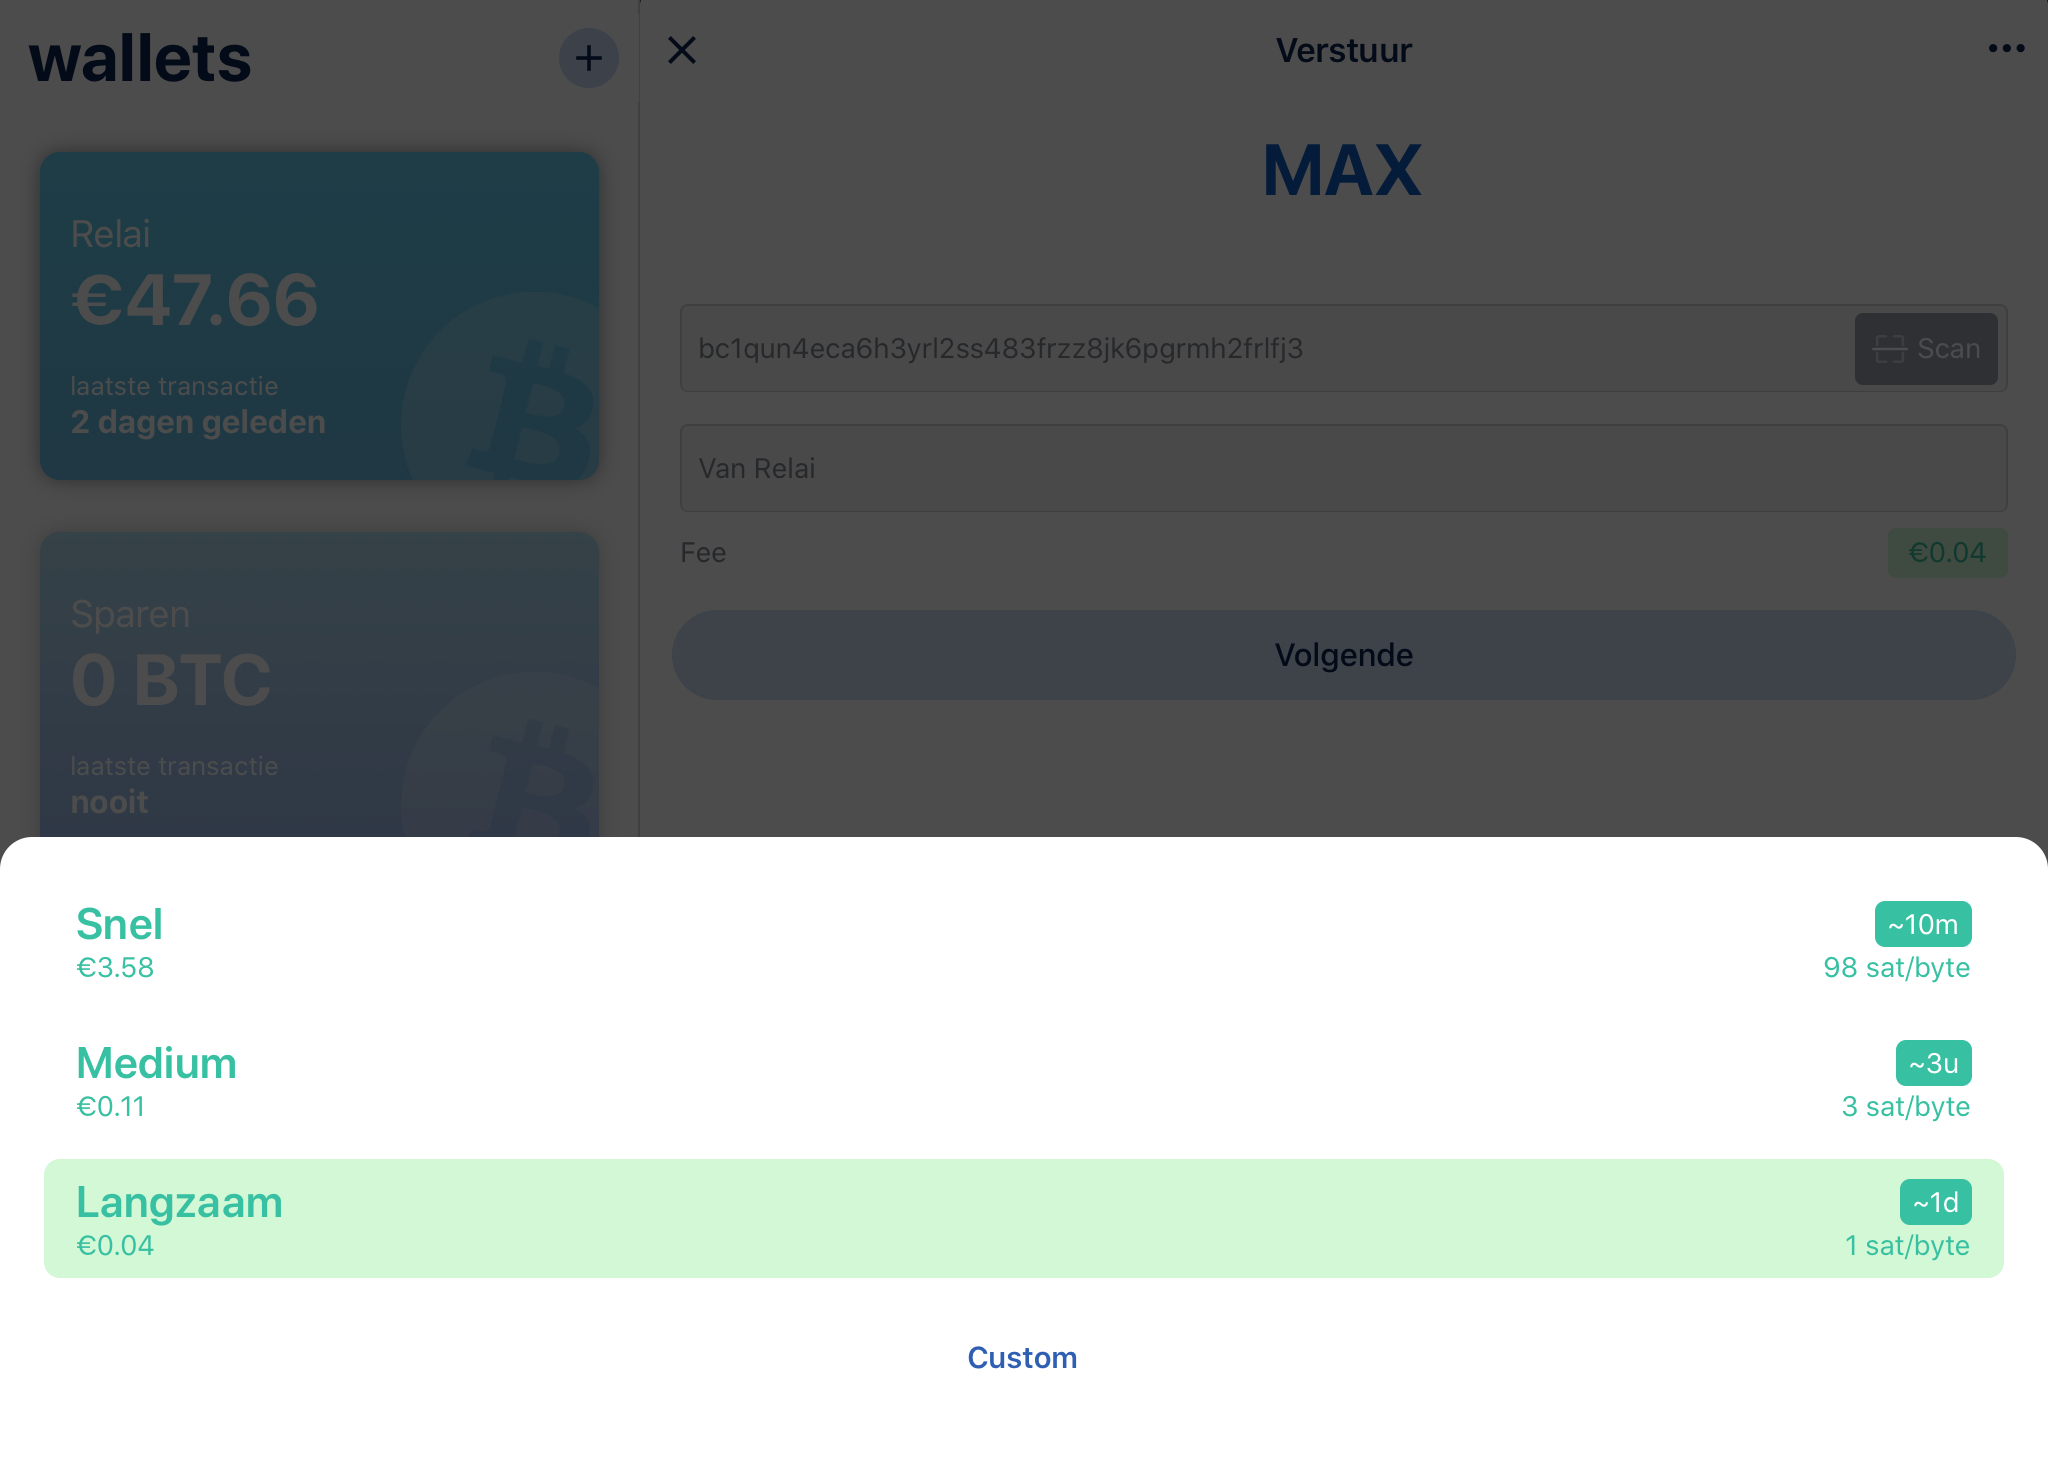 wallets
+
Relai
€47.66
laatste transactie
2 dagen geleden
Sparen
0 BTC
laatste transactie
nooit
Verstuur
MAX
bc1qun4eca6h3yrl2ss483frzz8jk6pgrmh2frlfj3
Scan
Van Relai
Fee
€0.04
Volgende
Snel
~10m
€3.58
98 sat/byte
Medium
~3u
€0.11
3 sat/byte
Langzaam
~1d
€0.04
1 sat/byte
Custom